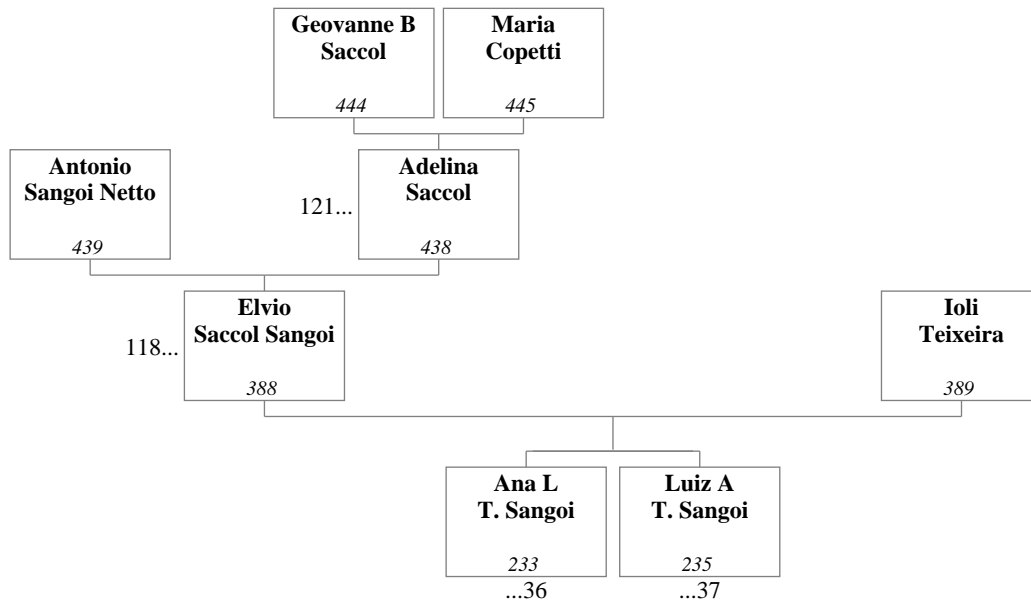 Geovanne B
Saccol
444
Maria
Copetti
445
Antonio
Sangoi Netto
439
121...
Adelina
Saccol
438
118...
Elvio
Saccol Sangoi
388
Ioli
Teixeira
389
Ana L
T. Sangoi
233
...36
Luiz A
T. Sangoi
235
...37